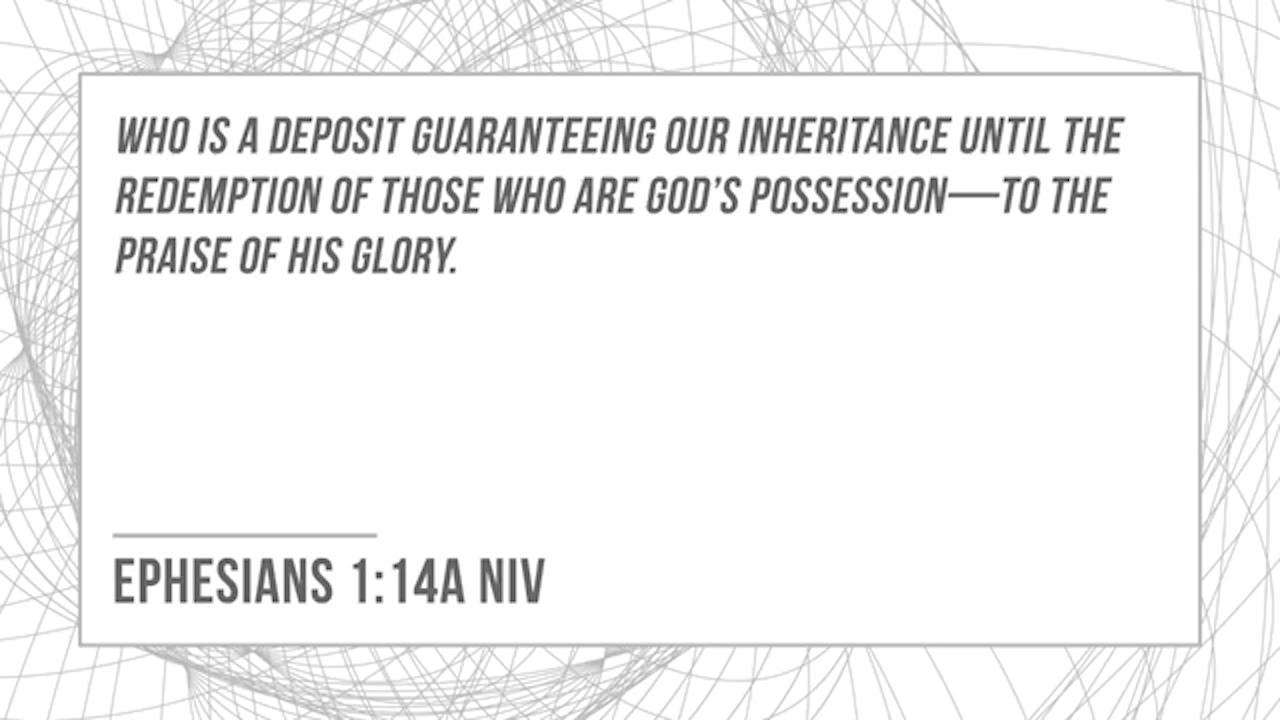 WHO IS A DEPOSIT GUARANTEEING OUR INHERITANCE UNTIL THE
REDEMPTION OF THOSE WHO ARE GOD’S POSSESSION—TO THE
PRAISE OF HIS GLORY.
EPHESIANS 1:14A NIV